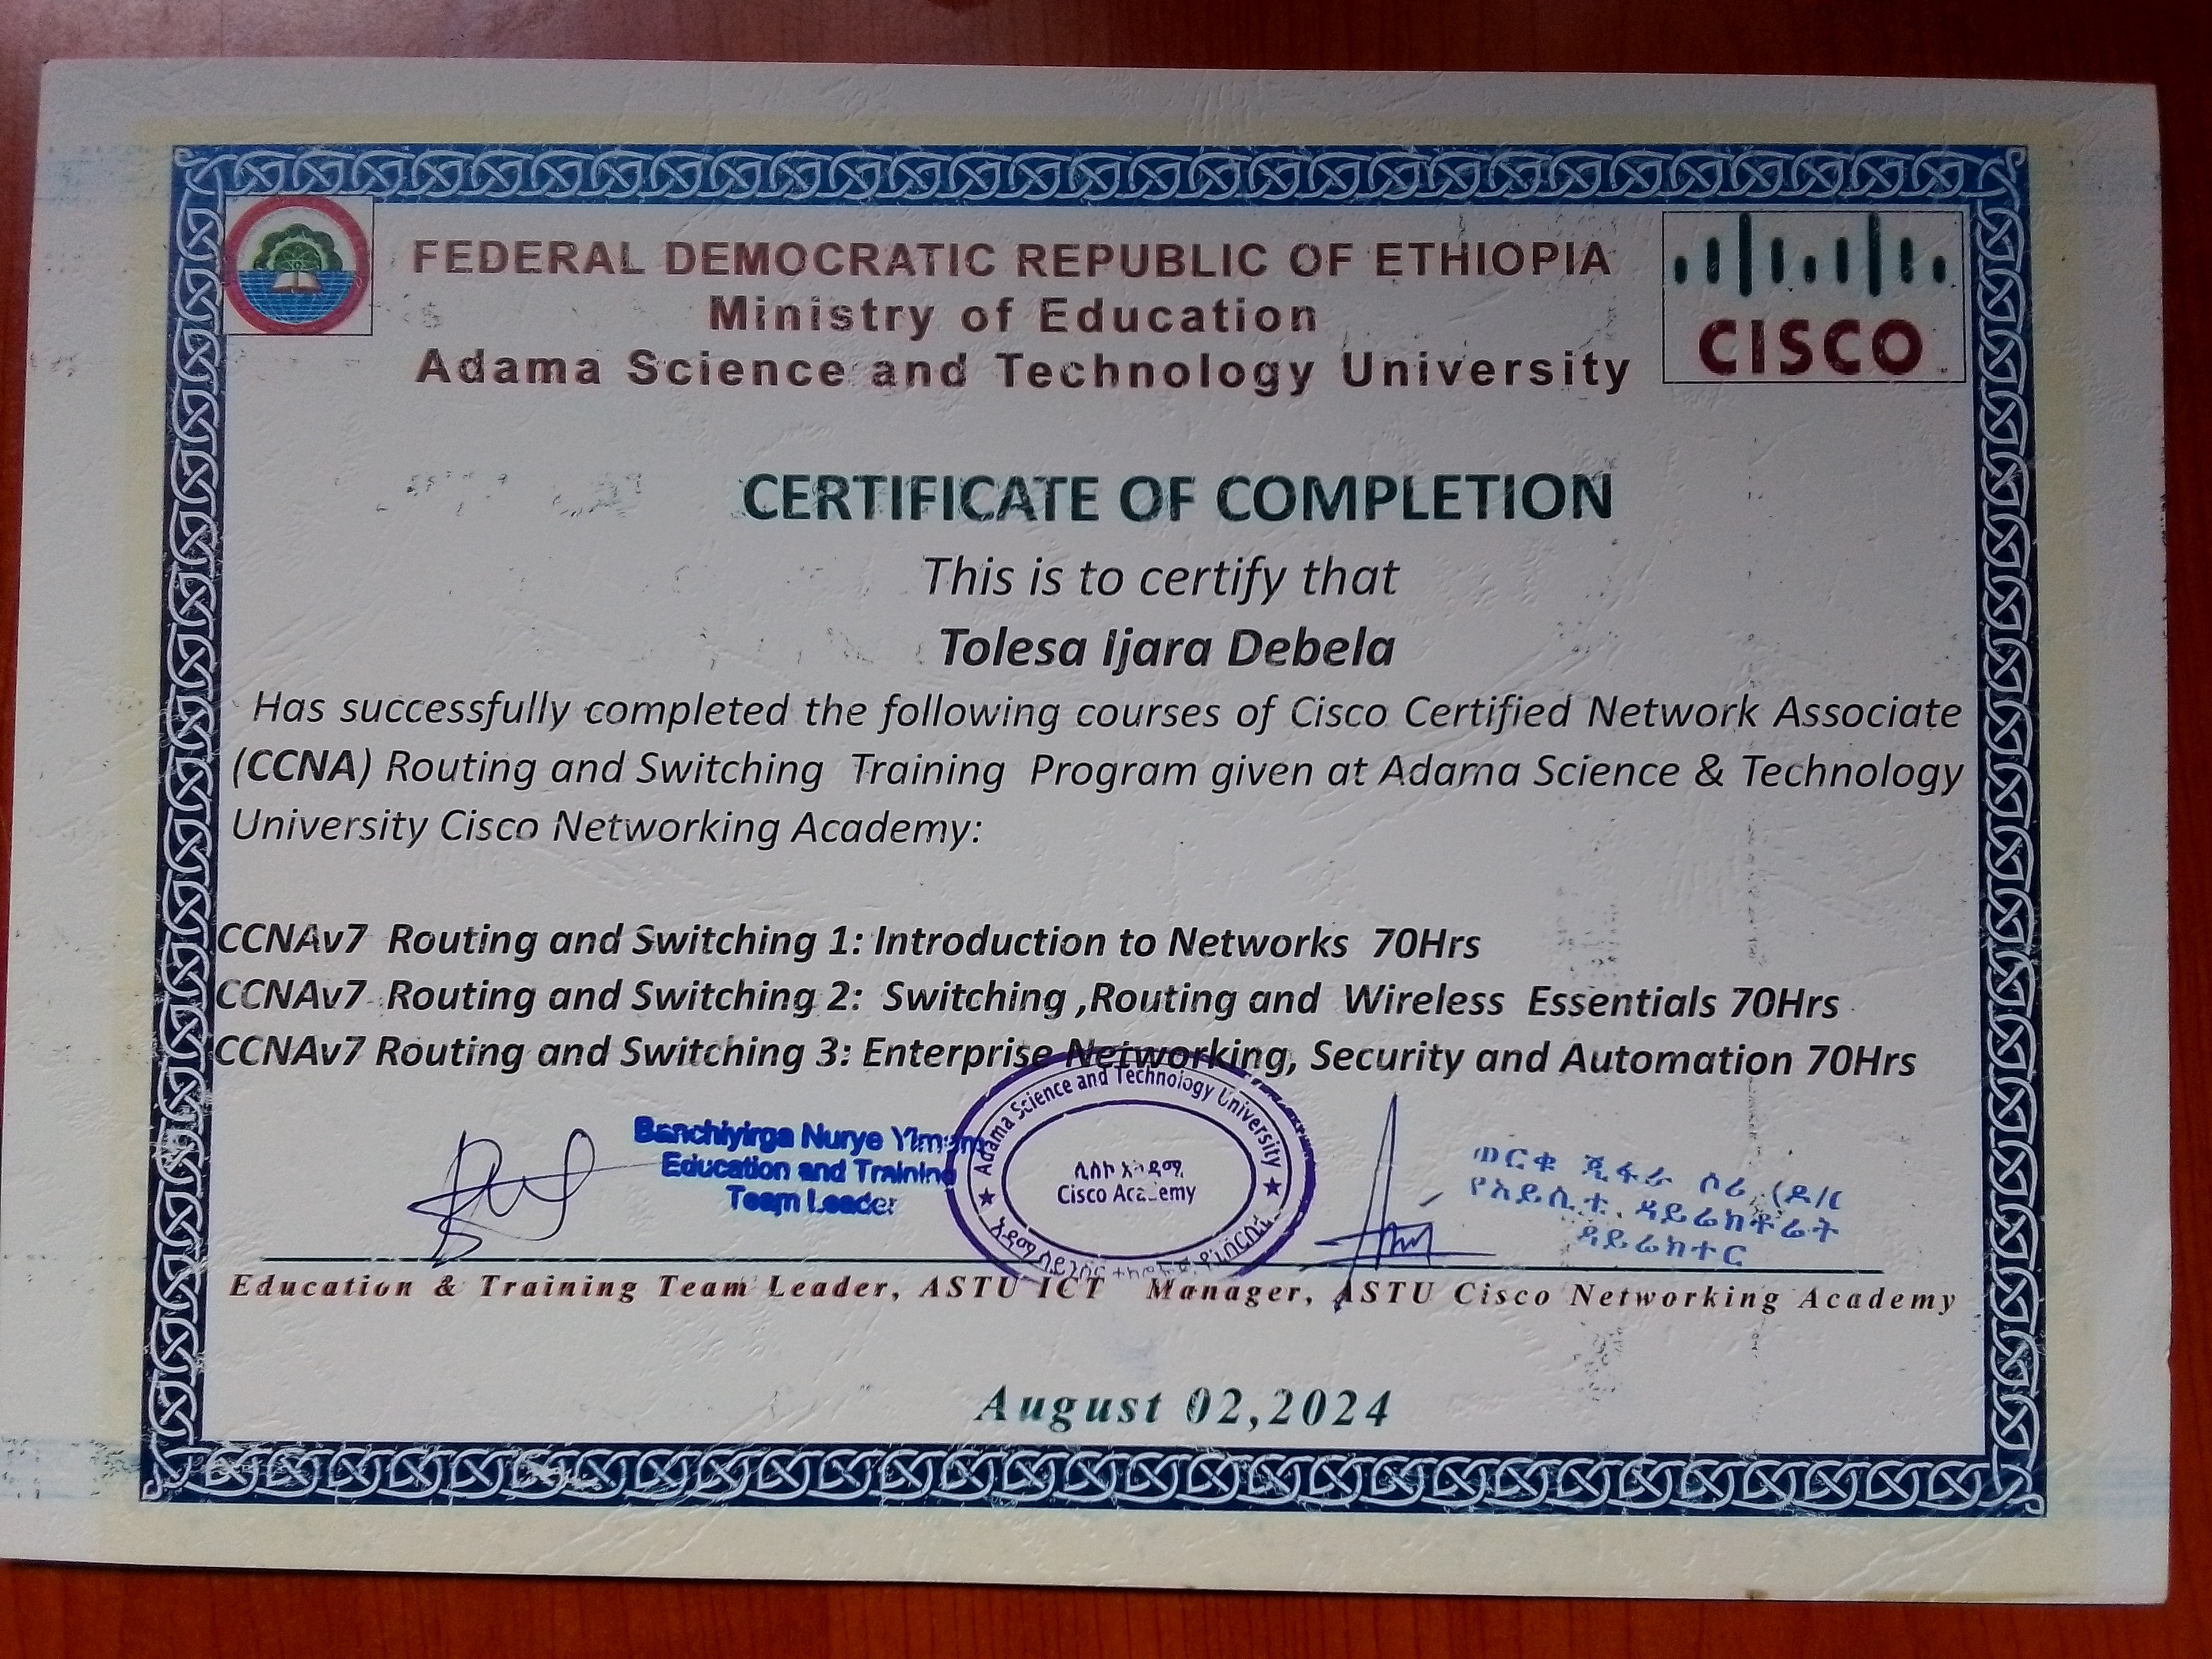 FEDERAL DEMOCRATIC REPUBLIC OF ETHIOPIA
Ministry of Education
Adama Science and Technology University
CISCO
CERTIFICATE OF COMPLETION
This is to certify that
Tolesa Ijara Debela
Has successfully completed the following courses of Cisco Certified Network Associate
(CCNA) Routing and Switching Training Program given at Adama Science & Technology
University Cisco Networking Academy:
CCNAv7 Routing and Switching 1: Introduction to Networks 70Hrs
CCNAv7 Routing and Switching 2: Switching ,Routing and Wireless Essentials 70Hrs
CCNAv7 Routing and Switching 3: Enterprise Networking, Security and Automation 70Hrs
Banchiyirga Nurye Yimam
Education and Training
Team Leader
Adama Science and Technology University
Cisco Academy
ጂፋራ ሶሪ (ዶ/ር
የአይሲቲ ዳይሬክቶሬት
ዳይሬክተር
Education & Training Team Leader, ASTU ICT Manager, ASTU Cisco Networking Academy
August 02,2024